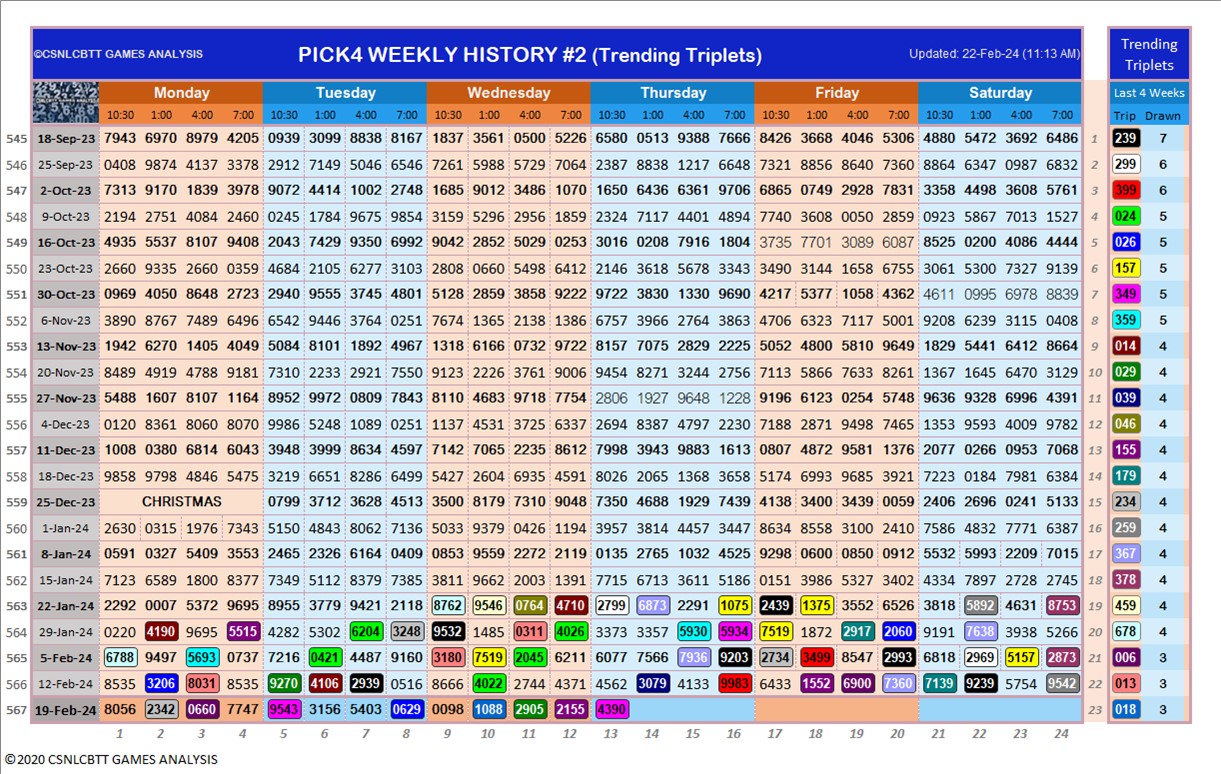 ©CSNLCBTT GAMES ANALYSIS PICK4 WEEKLY HISTORY #2 (Trending Triplets) Updated: 22-Feb-24 (11:13 AM) Trending Triplets
Monday Tuesday Wednesday Thursday Friday Saturday Last 4 Weeks
10:30 1:00 4:00 7:00 10:30 1:00 4:00 7:00 10:30 1:00 4:00 7:00 10:30 1:00 4:00 7:00 10:30 1:00 4:00 7:00 10:30 1:00 4:00 7:00 Trip Drawn
545 18-Sep-23 7943 6970 8979 4205 0939 3099 8838 8167 1837 3561 0500 5226 6580 0513 9388 7666 8426 3668 4046 5306 4880 5472 3692 6486 1 239 7
546 25-Sep-23 0408 9874 4137 3378 2912 7149 5046 6546 7261 5988 5729 7064 2387 8838 1217 6648 7321 8856 8640 7360 8864 6347 0987 6832 2 299 6
547 2-Oct-23 7313 9170 1839 3978 9072 4414 1002 2748 1685 9012 3486 1070 1650 6436 6361 9706 6865 0749 2928 7831 3358 4498 3608 5761 3 399 6
548 9-Oct-23 2194 2751 4084 2460 0245 1784 9675 9854 3159 5296 2956 1859 2324 7117 4401 4894 7740 3608 0050 2859 0923 5867 7013 1527 4 024 5
549 16-Oct-23 4935 5537 8107 9408 2043 7429 9350 6992 9042 2852 5029 0253 3016 0208 7916 1804 3735 7701 3089 6087 8525 0200 4086 4444 5 026 5
550 23-Oct-23 2660 9335 2660 0359 4684 2105 6277 3103 2808 0660 5498 6412 2146 3618 5678 3343 3490 3144 1658 6755 3061 5300 7327 9139 6 157 5
551 30-Oct-23 0969 4050 8648 2723 2940 9555 3745 4818 9128 2859 3858 9222 9722 3830 1330 9690 4217 5377 1058 4362 4611 0995 6978 8839 7 349 5
552 6-Nov-23 3890 8767 7489 6496 6542 9446 3764 0251 7674 1365 2138 1386 6757 3966 2764 3863 4706 6323 7117 5001 9208 6239 3115 0408 8 359 5
553 13-Nov-23 1942 6270 1405 4049 5084 8101 1892 4967 1318 6166 0732 9722 8157 7075 2829 2225 5052 4800 5810 9649 1829 5441 6412 8664 9 014 4
554 20-Nov-23 8489 4919 4788 9181 7310 2233 2921 7550 9123 2226 3761 9006 9454 8271 3244 2756 7113 5866 7633 8261 1367 1645 6470 3129 10 029 4
555 27-Nov-23 5488 1607 8107 1164 8952 9972 0809 7843 8110 4683 9718 7754 2806 1927 9648 1228 9196 6123 0254 5748 9636 9328 6996 4391 11 039 4
556 4-Dec-23 0120 8361 8060 8070 9986 5248 1089 0251 1137 4531 3725 6337 2694 8387 4797 2230 7188 2871 9498 7465 1353 9593 4009 9782 12 046 4
557 11-Dec-23 1008 0380 6814 6043 3948 3999 8634 4597 7142 7065 2235 8612 7998 3943 9883 1613 0807 4872 9581 1376 2077 0266 0953 7068 13 155 4
558 18-Dec-23 9858 9798 4846 5475 3219 6651 8286 6494 5427 2604 6935 4591 8026 2065 1368 3658 5174 6993 9685 3921 7223 0184 7981 6384 14 179 4
559 25-Dec-23 CHRISTMAS 0799 3712 3628 4513 3500 8179 7310 9048 7350 4688 1929 7439 4138 3400 3439 0059 2406 2696 0241 5133 15 234 4
560 1-Jan-24 2630 0315 1976 7343 5150 4843 8062 7136 5033 9379 0426 1194 3957 3814 4457 3447 8634 8558 3100 2410 7586 4832 7771 6387 16 259 4
561 8-Jan-24 0591 0327 5409 3553 2465 2326 6164 0409 0853 9559 2272 2119 0135 2765 1032 4525 9298 0600 0850 0912 5532 5993 2209 7015 17 367 4
562 15-Jan-24 7123 6589 1800 8377 7349 5112 8379 7385 3811 9662 2003 1391 7715 6713 3611 5186 0151 3986 5327 3402 4334 7897 2728 2745 18 378 4
563 22-Jan-24 2292 0007 5372 9695 8955 3779 9421 2118 8762 9546 0764 4710 2799 6873 2291 1075 2439 1375 3552 6526 3818 5892 4631 8753 19 459 4
564 29-Jan-24 0220 4190 9695 5515 4282 5302 6204 3248 9532 1485 0311 4026 3373 3357 5930 5934 7519 1872 2917 2060 9191 7638 3938 5266 20 678 4
565 5-Feb-24 6788 9497 5693 0737 7216 0421 4487 9160 3180 7519 2045 6211 6077 7566 7936 9203 2734 3499 8547 2993 6818 2969 5157 2873 21 006 3
566 12-Feb-24 8535 3206 8031 8535 9270 4106 2939 0516 8666 4022 2744 4371 4562 3079 4133 9983 6433 1552 6900 7360 7139 9239 5754 9542 22 013 3
567 19-Feb-24 8056 2342 0660 7747 9543 3156 5403 0629 0098 1088 2905 2155 4390 23 018 3
1 2 3 4 5 6 7 8 9 10 11 12 13 14 15 16 17 18 19 20 21 22 23 24
©2020 CSNLCBTT GAMES ANALYSIS